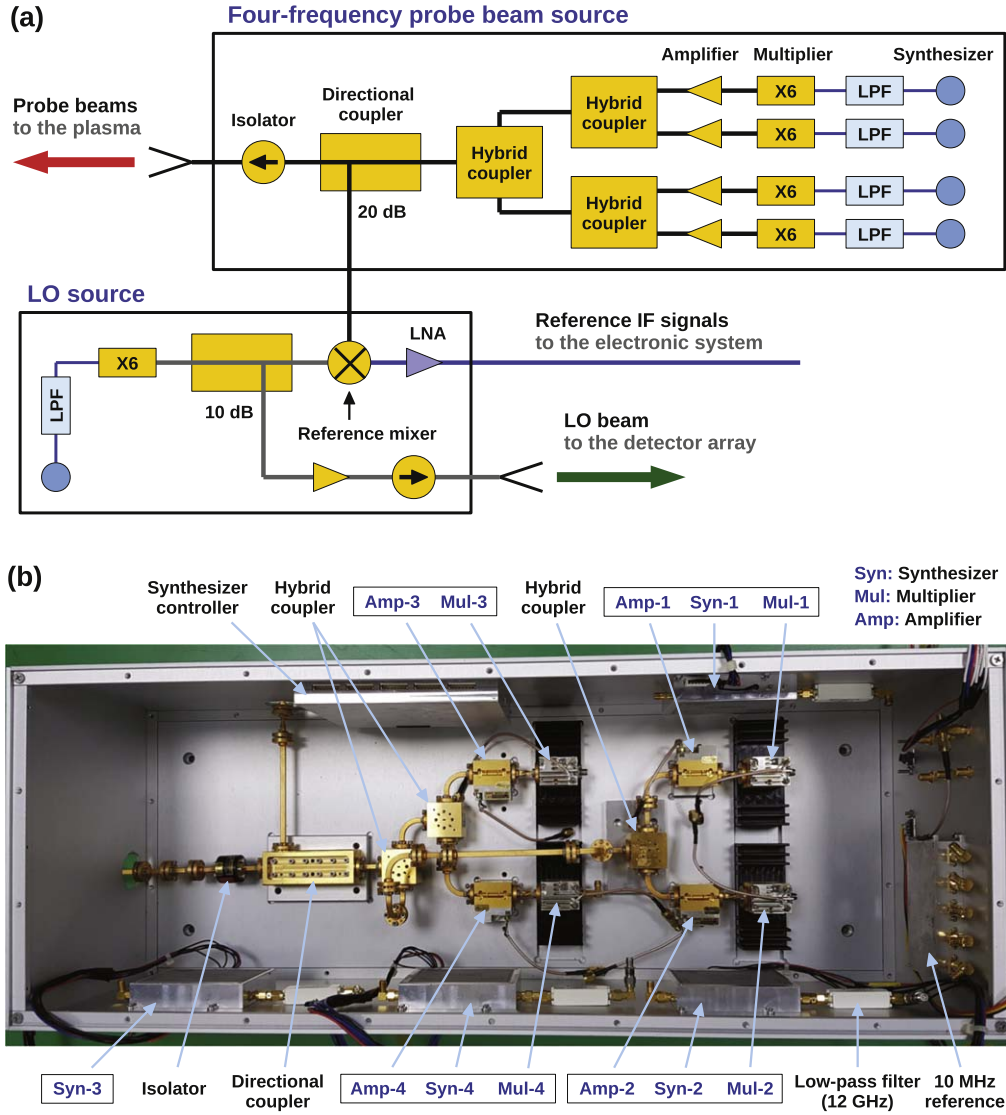 (a)
Four-frequency probe beam source
Amplifier Multiplier Synthesizer
Probe beams
to the plasma
Isolator
Directional
coupler
20 dB
Hybrid
coupler
Hybrid
coupler
Hybrid
coupler
X6 LPF
X6 LPF
X6 LPF
X6 LPF
LO source
LPF
X6
10 dB
LNA
Reference mixer
Reference IF signals
to the electronic system
LO beam
to the detector array
(b)
Synthesizer
controller
Hybrid
coupler
Amp-3 Mul-3
Hybrid
coupler
Amp-1 Syn-1 Mul-1
Syn: Synthesizer
Mul: Multiplier
Amp: Amplifier
Syn-3
Isolator
Directional
coupler
Amp-4 Syn-4 Mul-4
Amp-2 Syn-2 Mul-2
Low-pass filter
(12 GHz)
10 MHz
reference